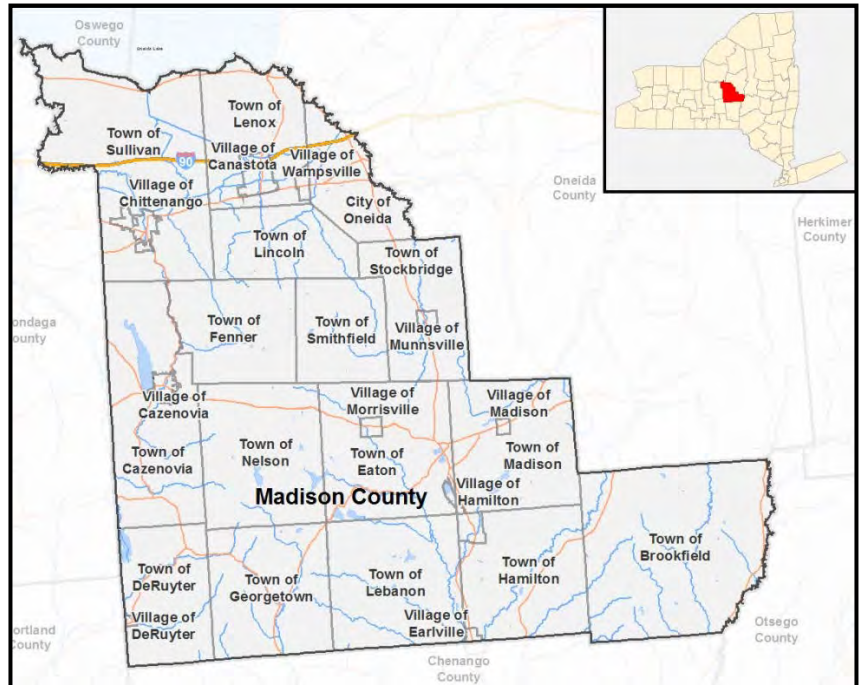 Oswego
County
Oneida Lake
Town of
Lenox
Town of
Sullivan
90
Village of
Canastota
Village of
Wampsville
Village of
Chittenango
City of
Oneida
Oneida
County
Herkimer
County
Town of
Lincoln
Town of
Stockbridge
ondaga
ounty
Town of
Fenner
Town of
Smithfield
Village of
Munnsville
Village of
Cazenovia
Village of
Morrisville
Village of
Madison
Town of
Cazenovia
Town of
Nelson
Town of
Eaton
Town of
Madison
Madison County
Village of
Hamilton
Town of
Brookfield
Town of
DeRuyter
Town of
Georgetown
Town of
Lebanon
Town of
Hamilton
Village of
DeRuyter
Village of
Earlville
ortland
County
Chenango
County
Otsego
County